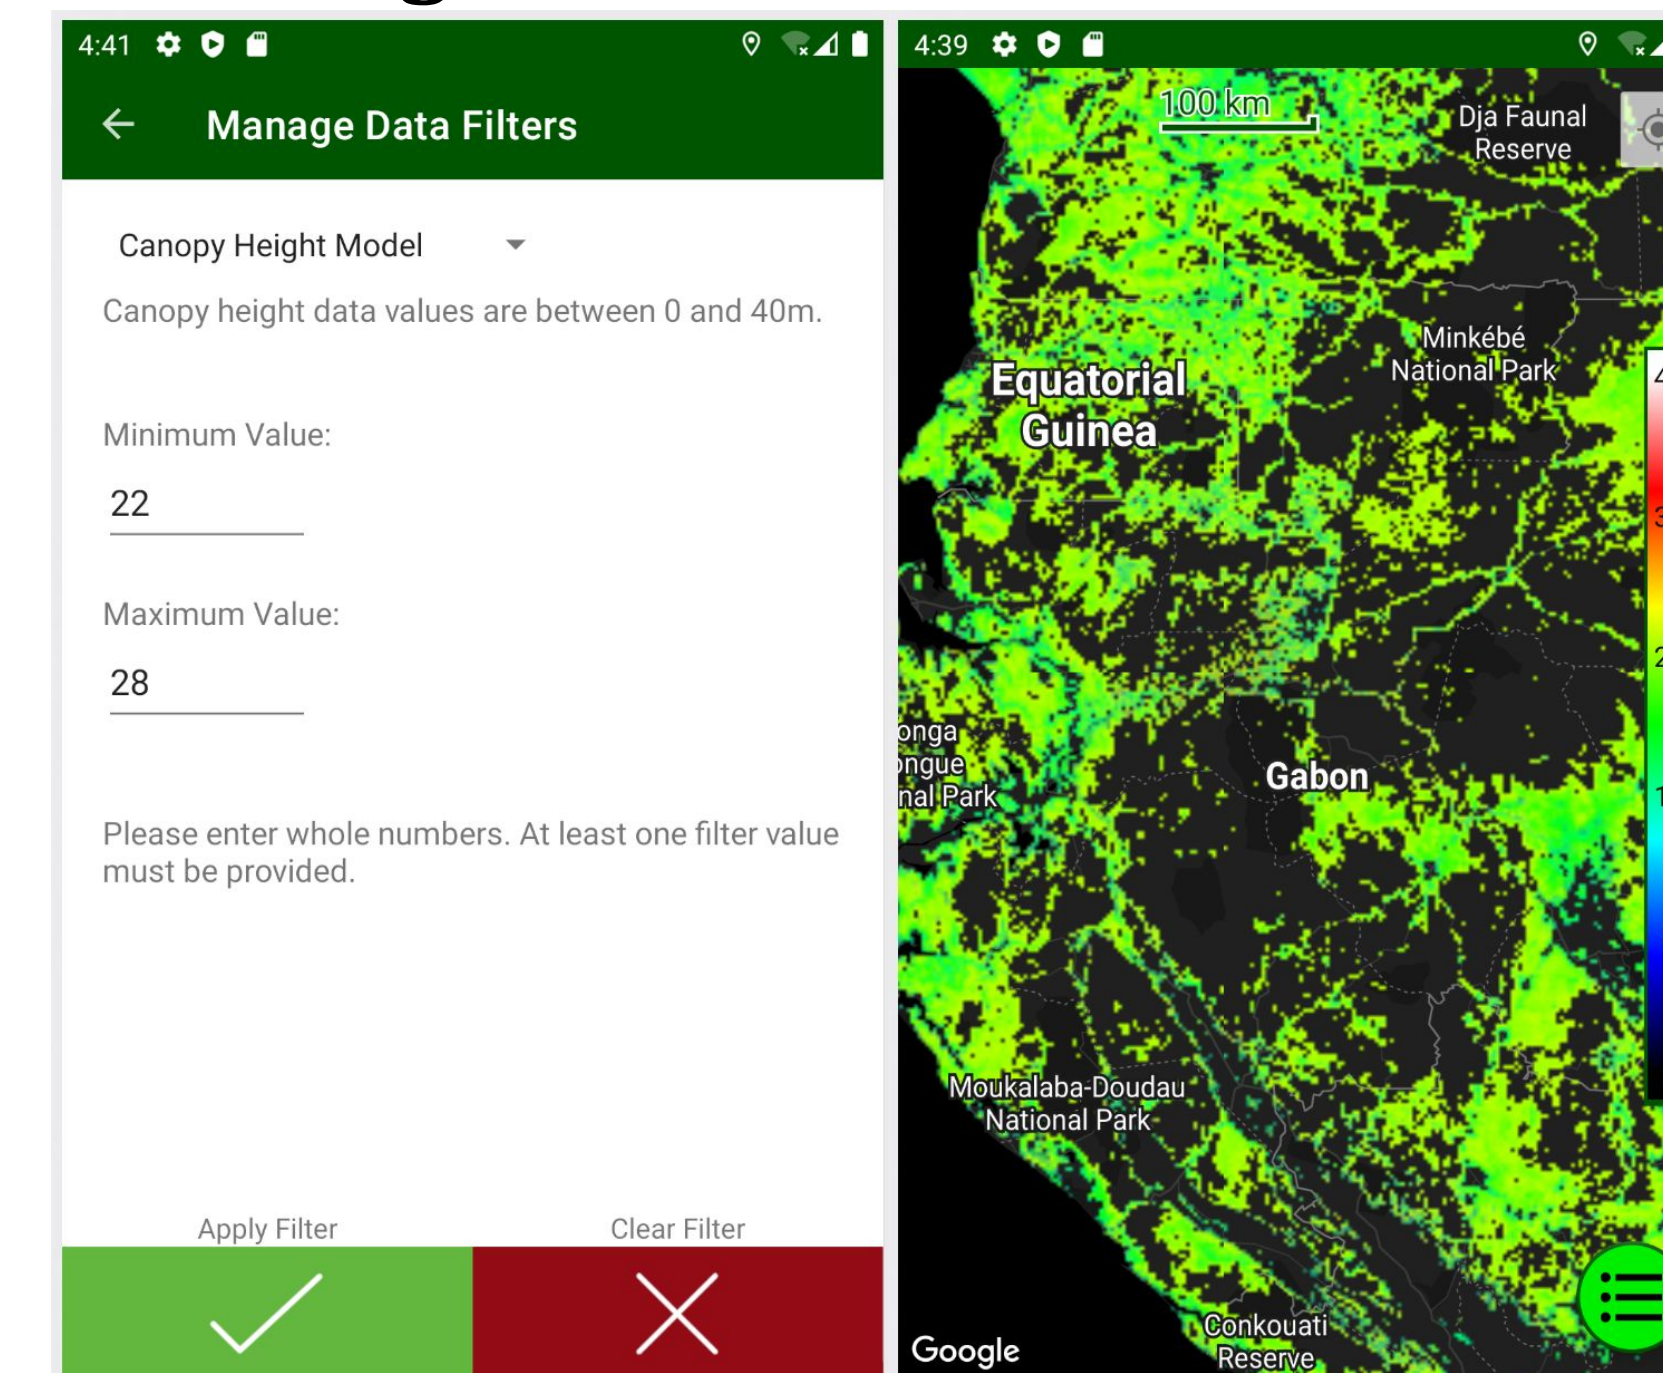 4:41
Manage Data Filters
Canopy Height Model
Canopy height data values are between 0 and 40m.
Minimum Value:
22
Maximum Value:
28
Please enter whole numbers. At least one filter value
must be provided.
Apply Filter
Clear Filter
4:39
100 km
Dja Faunal
Reserve
Minkébé
National Park
Equatorial
Guinea
onga
ongue
nal Park
Gabon
Moukalaba-Doudau
National Park
Conkouati
Reserve
Google